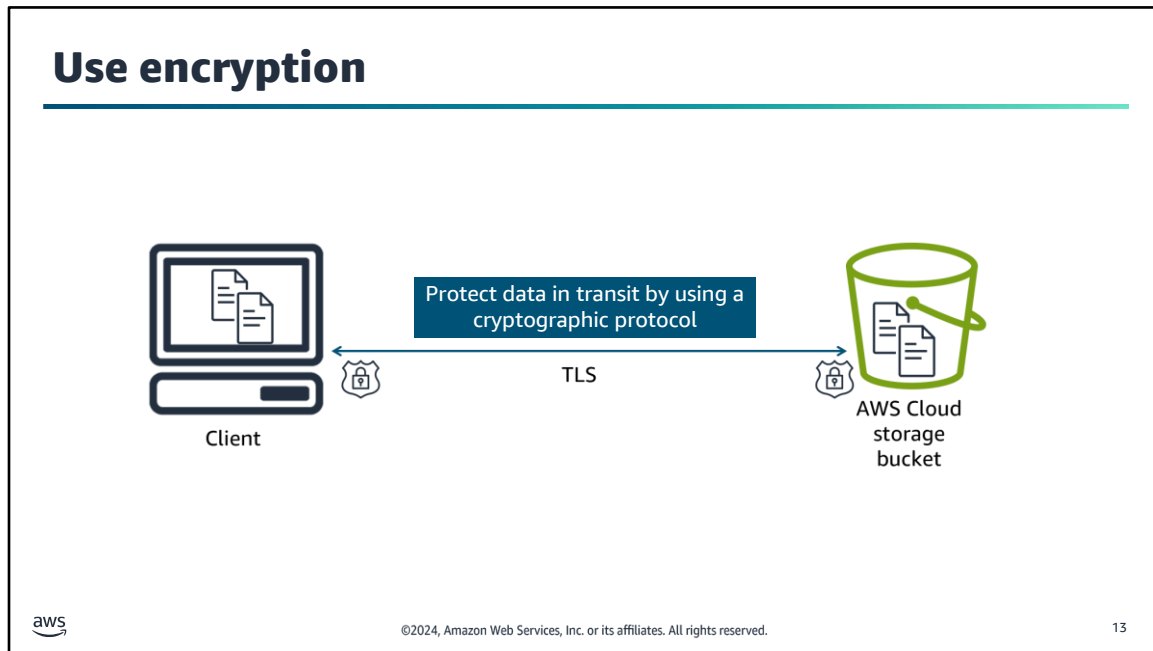 Use encryption
Protect data in transit by using a
cryptographic protocol
TLS
Client
AWS Cloud
storage
bucket
aws
©2024, Amazon Web Services, Inc. or its affiliates. All rights reserved.
13